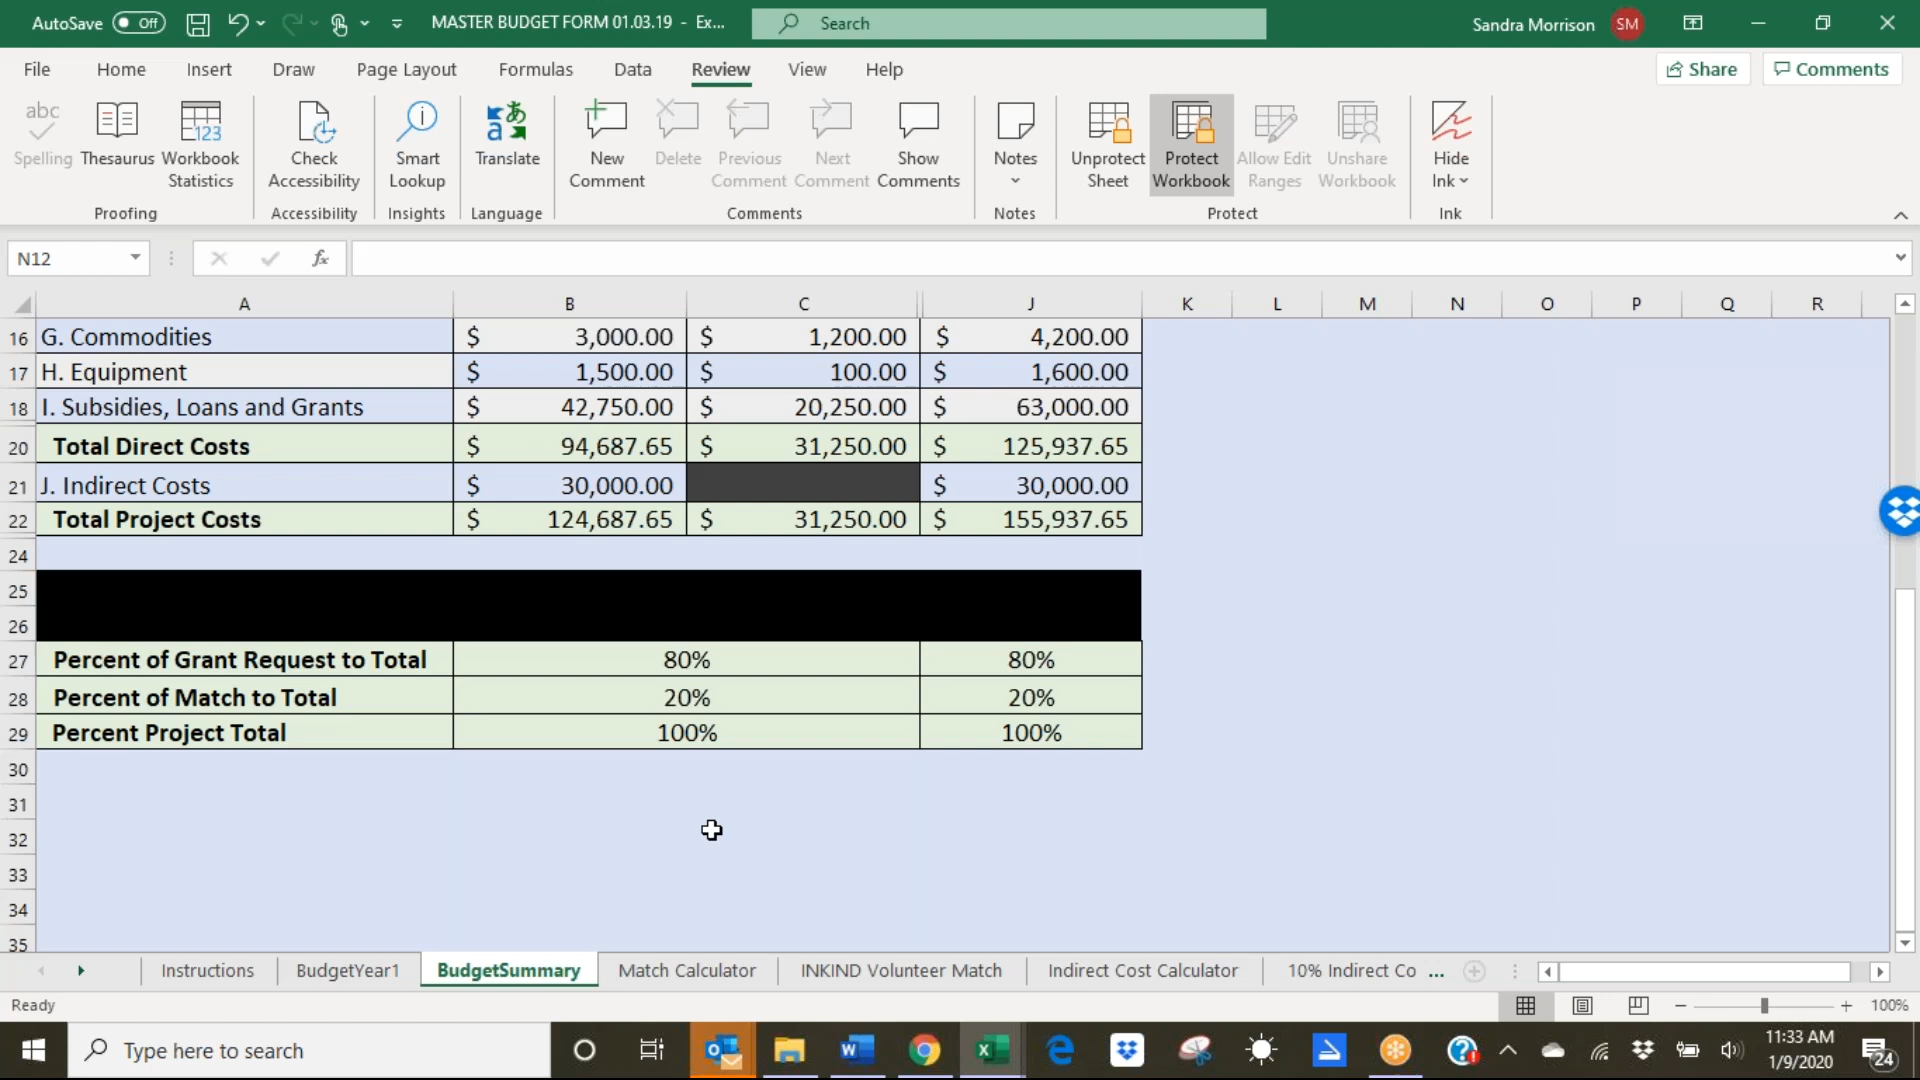 AutoSave Off MASTER BUDGET FORM 01.03.19 - Ex... Search Sandra Morrison SM
File Home Insert Draw Page Layout Formulas Data Review View Help Share Comments
abc
Spelling Thesaurus Workbook Statistics Check Accessibility Smart Lookup Translate New Comment Delete Previous Comment Next Comment Show Comments Notes Unprotect Sheet Protect Workbook Allow Edit Ranges Unshare Workbook Hide Ink
Proofing Accessibility Insights Language Comments Notes Protect Ink
N12 fx
A B C J K L M N O P Q R
16 G. Commodities $ 3,000.00 $ 1,200.00 $ 4,200.00
17 H. Equipment $ 1,500.00 $ 100.00 $ 1,600.00
18 I. Subsidies, Loans and Grants $ 42,750.00 $ 20,250.00 $ 63,000.00
20 Total Direct Costs $ 94,687.65 $ 31,250.00 $ 125,937.65
21 J. Indirect Costs $ 30,000.00 $ 30,000.00
22 Total Project Costs $ 124,687.65 $ 31,250.00 $ 155,937.65
24
25
26
27 Percent of Grant Request to Total 80% 80%
28 Percent of Match to Total 20% 20%
29 Percent Project Total 100% 100%
30
31
32
33
34
35
Instructions BudgetYear1 BudgetSummary Match Calculator INKIND Volunteer Match Indirect Cost Calculator 10% Indirect Co ...
Ready 100%
Type here to search 11:33 AM
1/9/2020 24